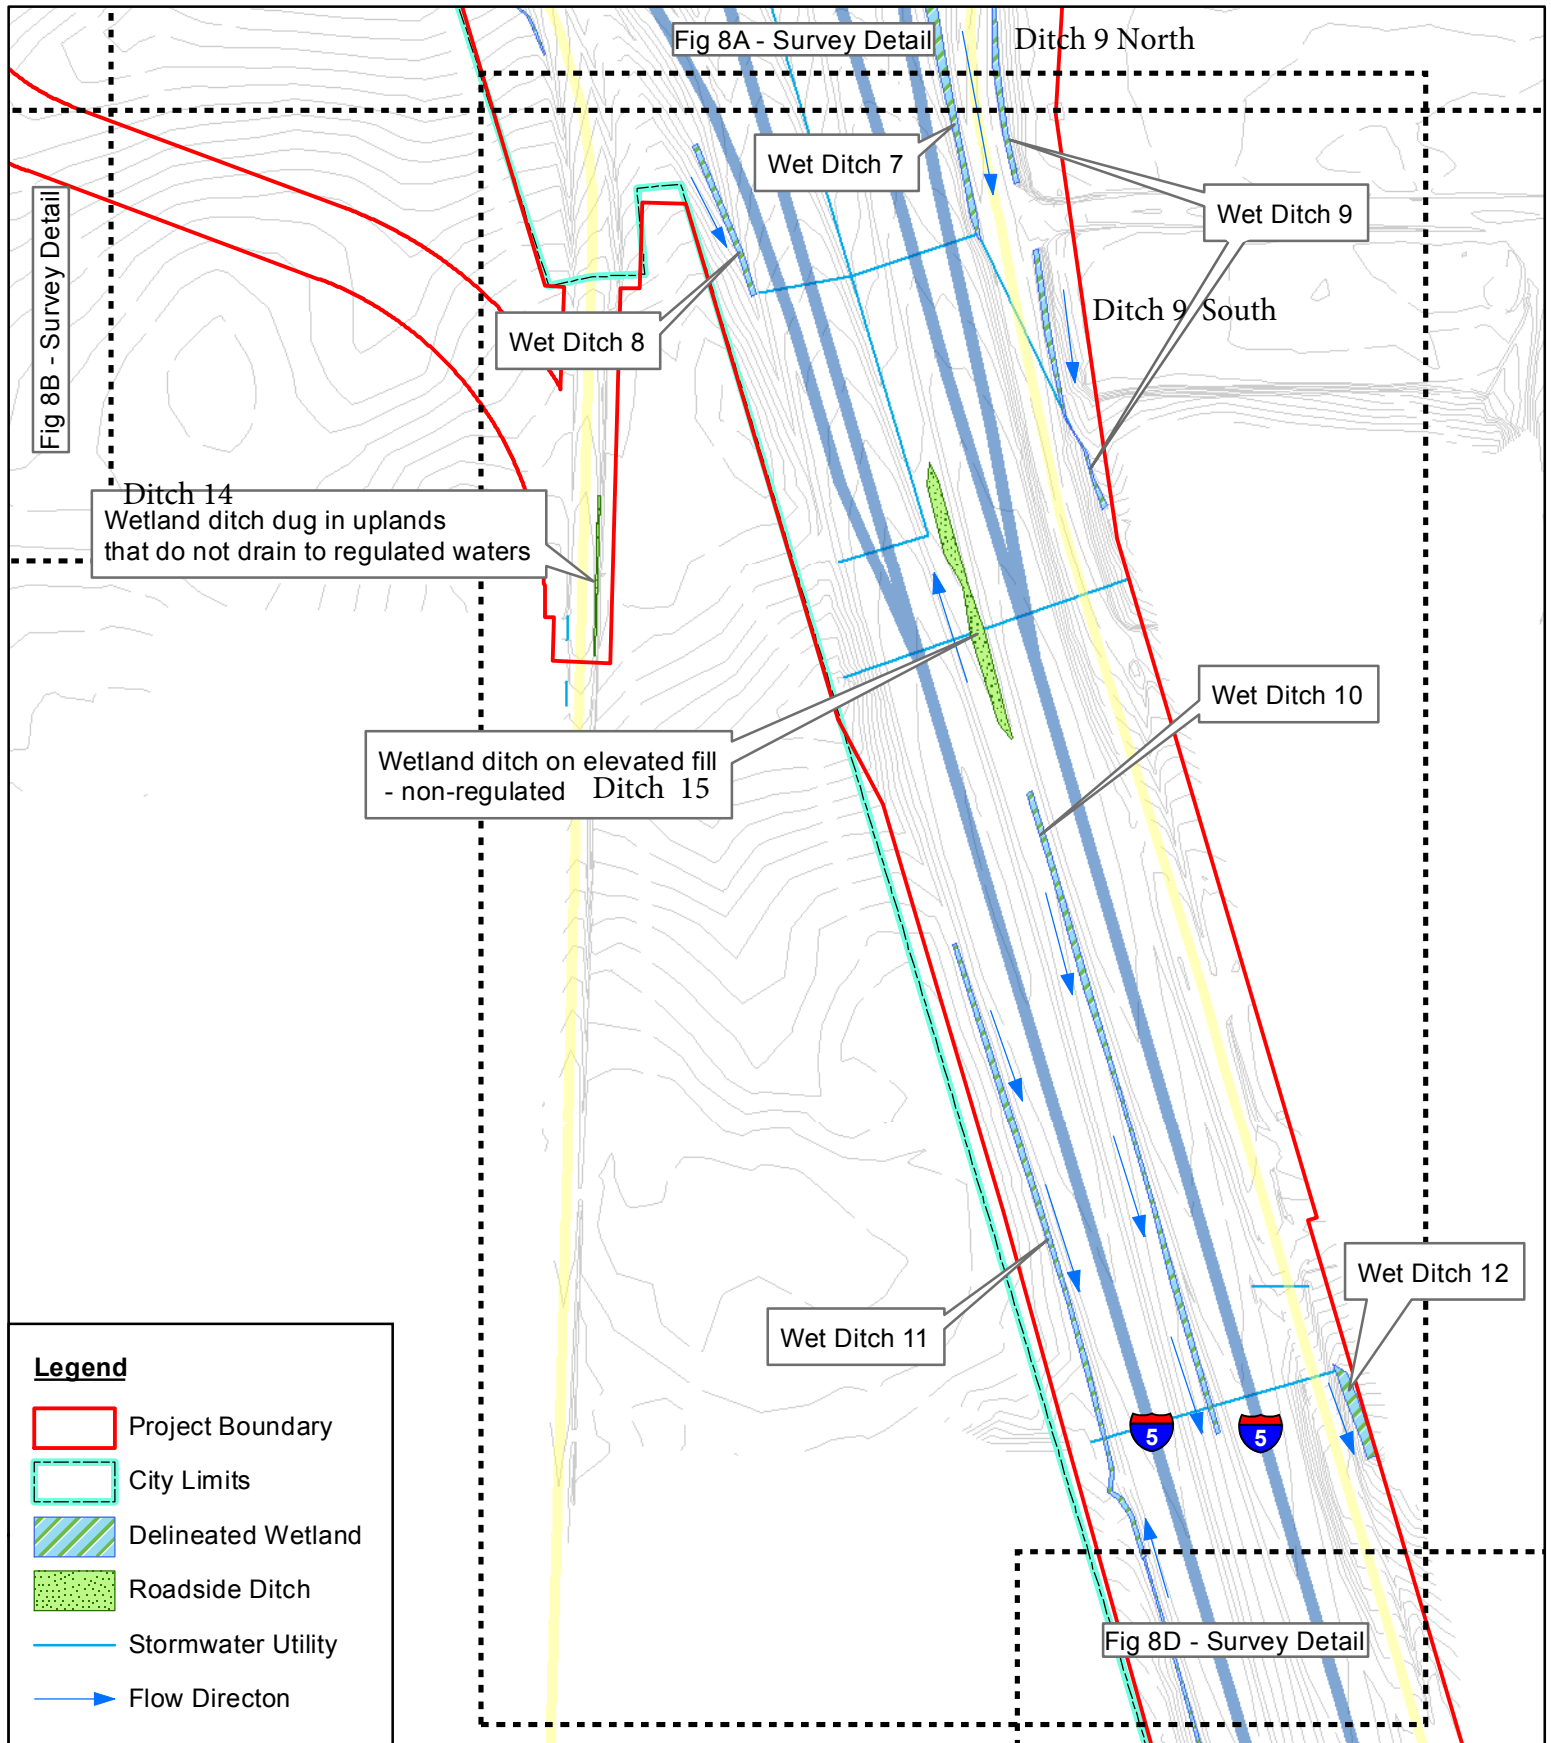 Fig 8A - Survey Detail
Ditch 9 North
Wet Ditch 7
Wet Ditch 9
Fig 8B - Survey Detail
Ditch 9 South
Wet Ditch 8
Ditch 14
Wetland ditch dug in uplands
that do not drain to regulated waters
Wet Ditch 10
Wetland ditch on elevated fill
- non-regulated Ditch 15
Wet Ditch 12
Wet Ditch 11
5
5
Fig 8D - Survey Detail
Legend
Project Boundary
City Limits
Delineated Wetland
Roadside Ditch
Stormwater Utility
Flow Directon